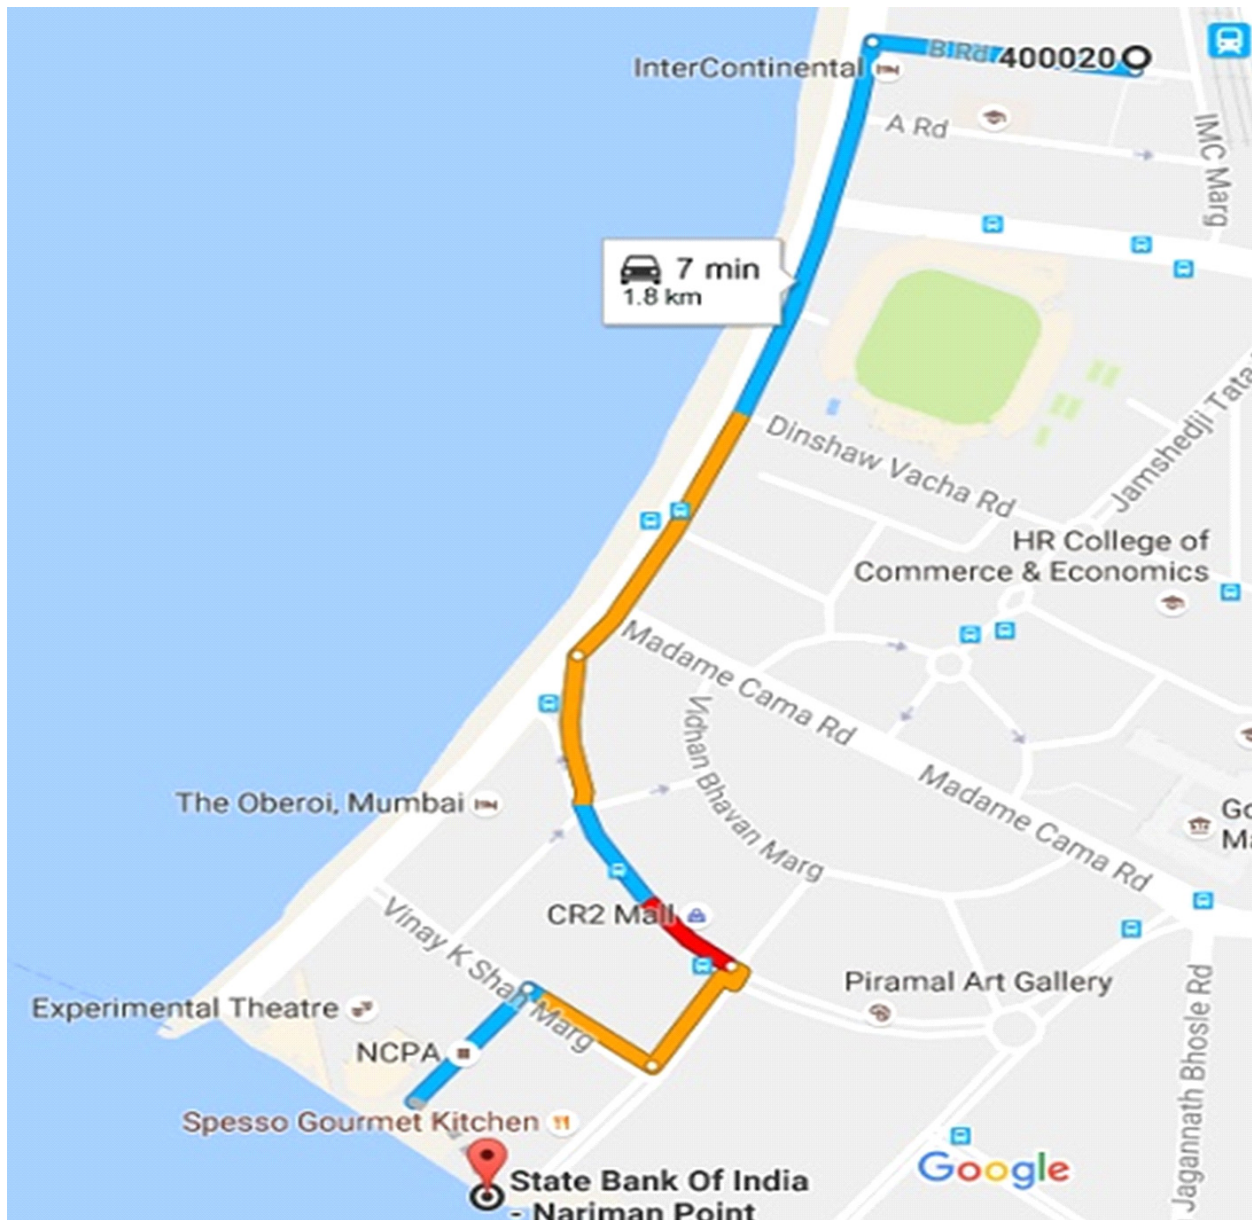 B Rd 400020
InterContinental
A Rd
IMC Marg
7 min
1.8 km
Dinshaw Vacha Rd
Jamshedji Tata
HR College of
Commerce & Economics
Madame Cama Rd
Vidhan Bhavan Marg
Madame Cama Rd
The Oberoi, Mumbai
Go
Ma
CR2 Mall
Vinay K Shah Marg
Piramal Art Gallery
Experimental Theatre
NCPA
Jagannath Bhosle Rd
Spesso Gourmet Kitchen
Google
State Bank Of India
- Nariman Point